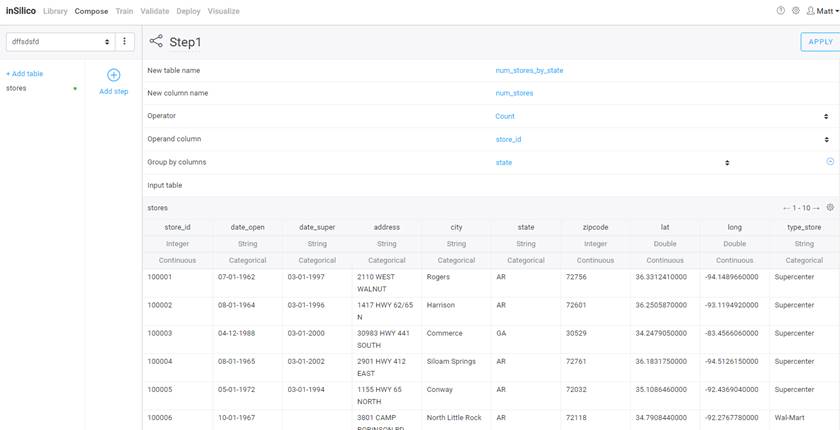 inSilico Library Compose Train Validate Deploy Visualize Matt
dffsdsfd Step1 APPLY
+ Add table
stores
Add step
New table name num_stores_by_state
New column name num_stores
Operator Count
Operand column store_id
Group by columns state
Input table
stores ← 1 - 10 →
store_id date_open date_super address city state zipcode lat long type_store
Integer String String String String String Integer Double Double String
Continuous Categorical Categorical Categorical Categorical Categorical Continuous Continuous Continuous Categorical
100001 07-01-1962 03-01-1997 2110 WEST Rogers AR 72756 36.3312410000 -94.1489660000 Supercenter
WALNUT
100002 08-01-1964 03-01-1996 1417 HWY 62/65 Harrison AR 72601 36.2505870000 -93.1194920000 Supercenter
N
100003 04-12-1988 03-01-2000 30983 HWY 441 Commerce GA 30529 34.2479050000 -83.4566060000 Supercenter
SOUTH
100004 08-01-1965 03-01-2002 2901 HWY 412 Siloam Springs AR 72761 36.1831750000 -94.5126150000 Supercenter
EAST
100005 05-01-1972 03-01-1994 1155 HWY 65 Conway AR 72032 35.1086460000 -92.4369040000 Supercenter
NORTH
100006 10-01-1967 3801 CAMP North Little Rock AR 72118 34.7908440000 -92.2767780000 Wal-Mart
ROBINSON RD